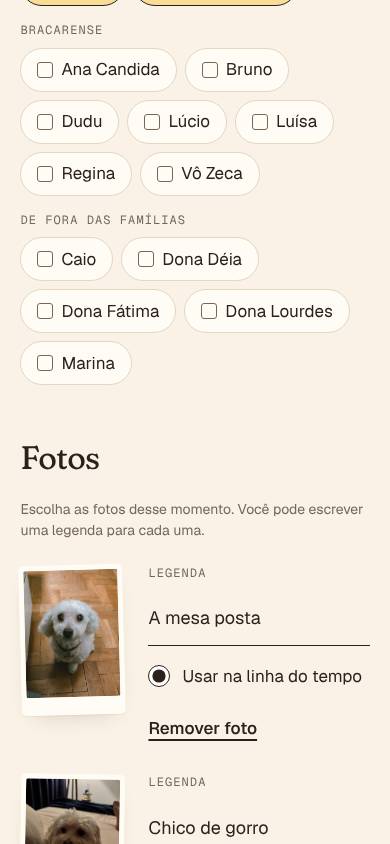 BRACARENSE
Ana Candida
Bruno
Dudu
Lúcio
Luísa
Regina
Vô Zeca
DE FORA DAS FAMÍLIAS
Caio
Dona Déia
Dona Fátima
Dona Lourdes
Marina
Fotos
Escolha as fotos desse momento. Você pode escrever
uma legenda para cada uma.
LEGENDA
A mesa posta
Usar na linha do tempo
Remover foto
LEGENDA
Chico de gorro